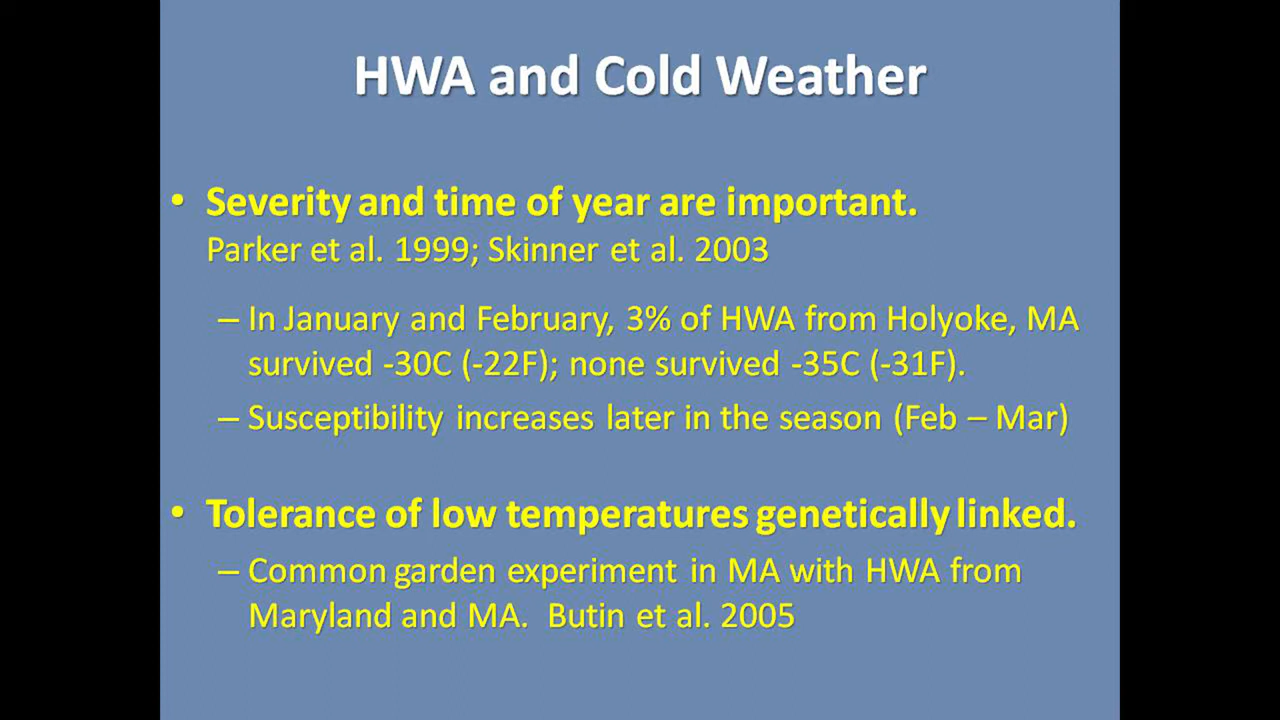 HWA and Cold Weather
• Severity and time of year are important.
Parker et al. 1999; Skinner et al. 2003
– In January and February, 3% of HWA from Holyoke, MA
survived -30C (-22F); none survived -35C (-31F).
– Susceptibility increases later in the season (Feb – Mar)
• Tolerance of low temperatures genetically linked.
– Common garden experiment in MA with HWA from
Maryland and MA.  Butin et al. 2005